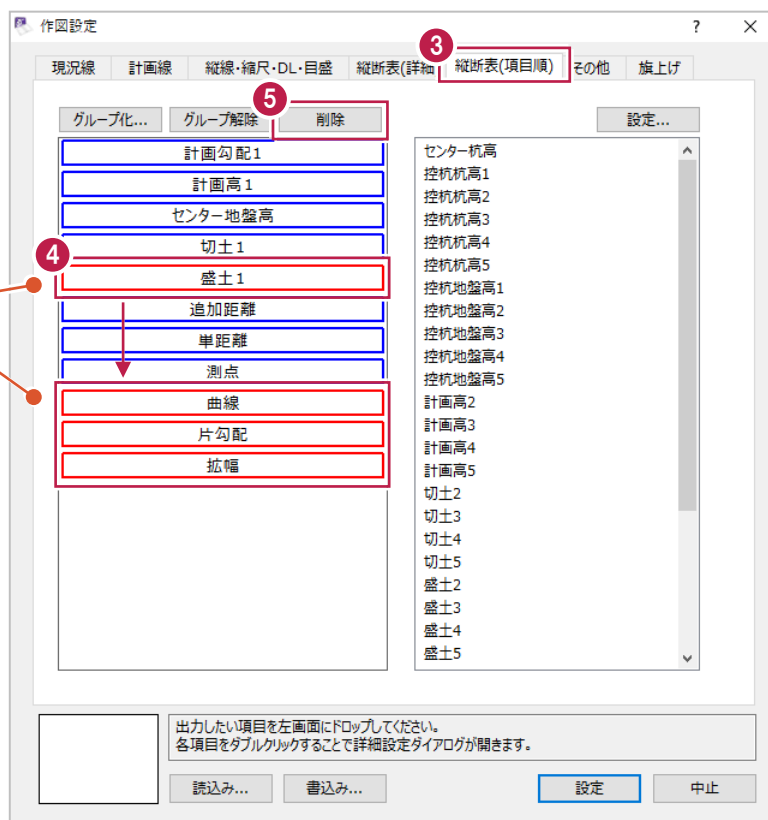 作図設定
? ×
3
現況線 計画線 縦線・縮尺・DL・目盛 縦断表(詳細 縦断表(項目順) その他 旗上げ
5
グループ化... グループ解除 削除 設定...
計画勾配1
計画高1
センター地盤高
切土1
4
盛土1
追加距離
単距離
測点
曲線
片勾配
拡幅
センター杭高
控杭杭高1
控杭杭高2
控杭杭高3
控杭杭高4
控杭杭高5
控杭地盤高1
控杭地盤高2
控杭地盤高3
控杭地盤高4
控杭地盤高5
計画高2
計画高3
計画高4
計画高5
切土2
切土3
切土4
切土5
盛土2
盛土3
盛土4
盛土5
出力したい項目を左画面にドロップしてください。
各項目をダブルクリックすることで詳細設定ダイアログが開きます。
読込み... 書込み... 設定 中止